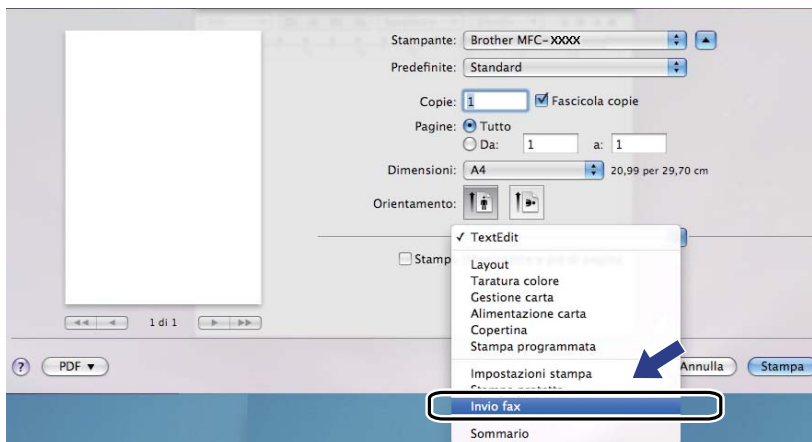 Stampante: Brother MFC-XXXX
Predefinite: Standard
Copie: 1 Fascicola copie
Pagine: Tutto
Da: 1 a: 1
Dimensioni: A4 20,99 per 29,70 cm
Orientamento:
TextEdit
Stamp
Layout
Taratura colore
Gestione carta
Alimentazione carta
Copertina
Stampa programmata
1 di 1
? PDF Annulla Stampa
Impostazioni stampa
Invio fax
Sommario